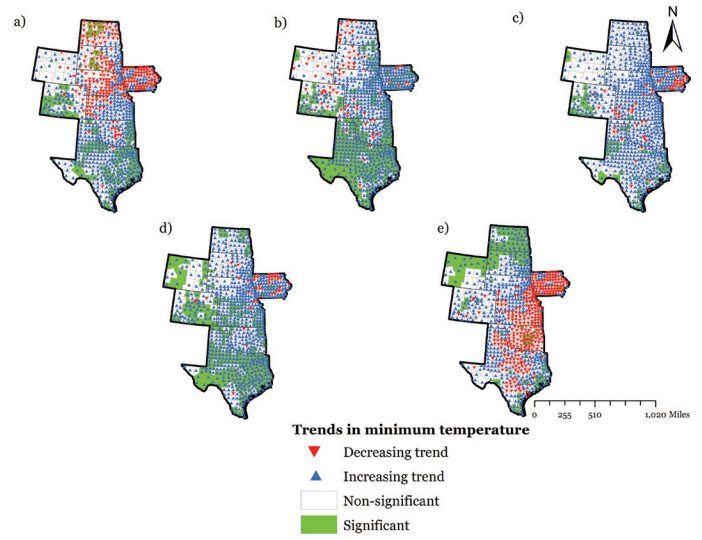 a)
b)
c)
N
d)
e)
0 255 510 1,020 Miles
Trends in minimum temperature
Decreasing trend
Increasing trend
Non-significant
Significant